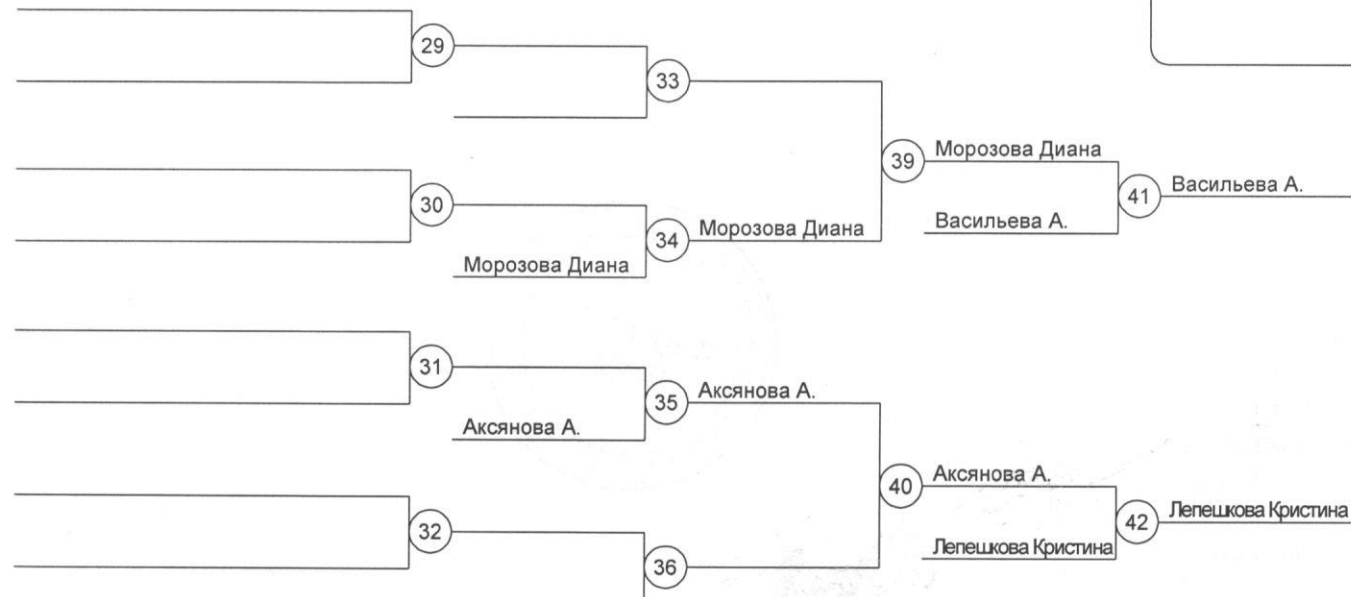 29
33
39
Морозова Диана
41
Васильева А.
30
Васильева А.
34
Морозова Диана
Морозова Диана
31
35
Аксянова А.
Аксянова А.
40
Аксянова А.
42
Лепешкова Кристина
32
Лепешкова Кристина
36